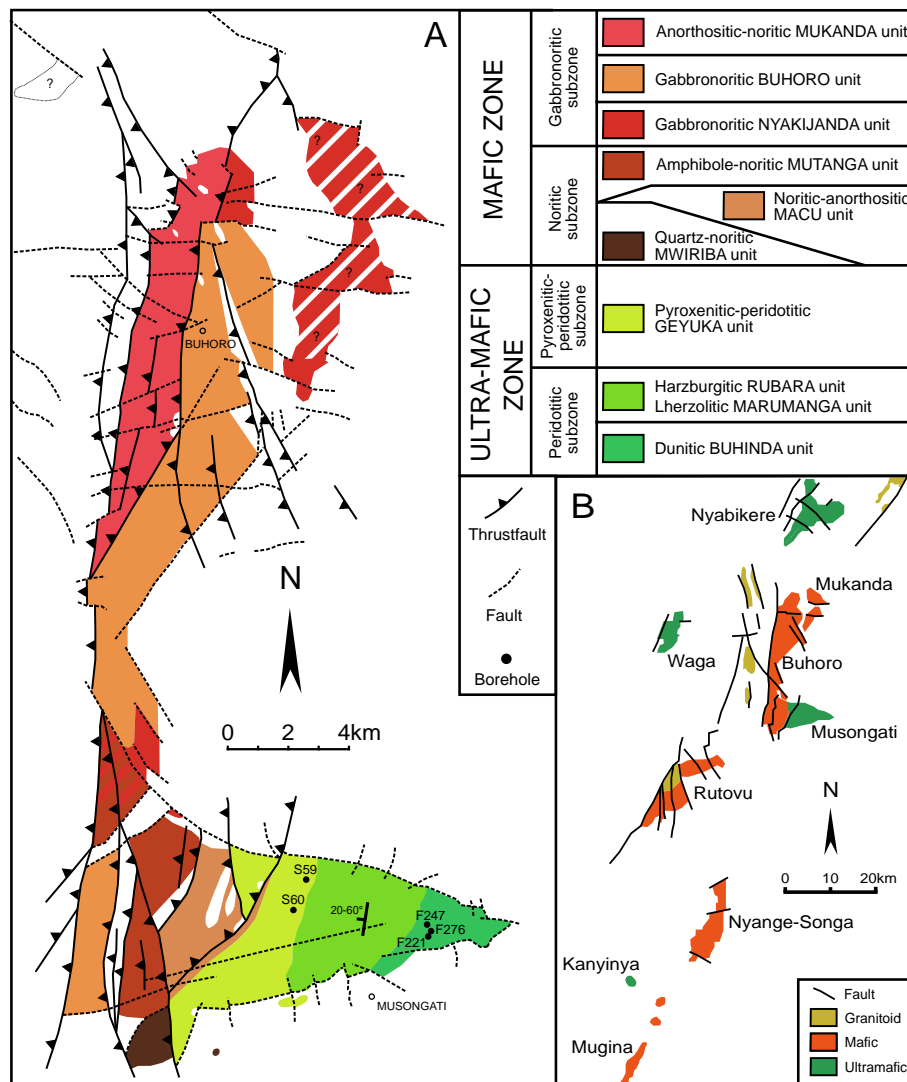 A
?
?
?
?
?
BUHORO
N
0 2 4km
S59
S60
20-60°
F247
F276
F221
MUSONGATI
MAFIC ZONE
Gabbronoritic
subzone
Anorthositic-noritic MUKANDA unit
Gabbronoritic BUHORO unit
Gabbronoritic NYAKIJANDA unit
Noritic
subzone
Amphibole-noritic MUTANGA unit
Noritic-anorthositic
MACU unit
Quartz-noritic
MWIRIBA unit
ULTRA-MAFIC
ZONE
Pyroxenitic-
peridotitic
subzone
Pyroxenitic-peridotitic
GEYUKA unit
Peridotitic
subzone
Harzburgitic RUBARA unit
Lherzolitic MARUMANGA unit
Dunitic BUHINDA unit
Thrustfault
Fault
Borehole
B
Nyabikere
Mukanda
Waga
Buhoro
Musongati
Rutovu
N
0 10 20km
Nyange-Songa
Kanyinya
Mugina
Fault
Granitoid
Mafic
Ultramafic